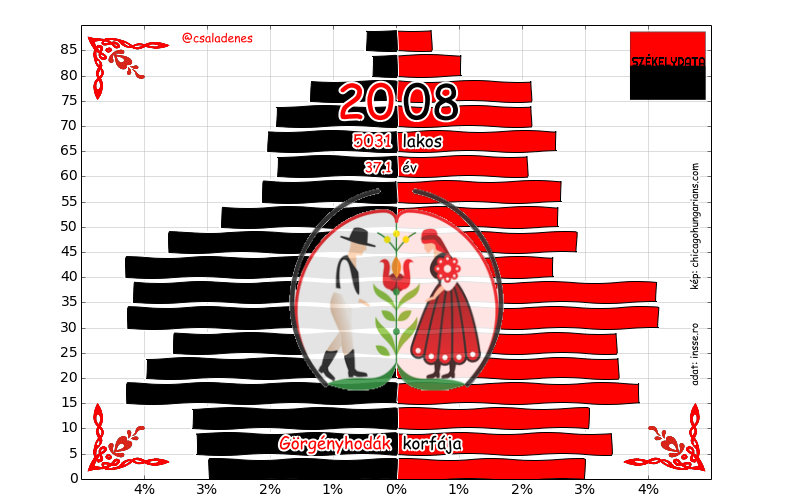 @csaladenes
SZÉKELYDATA
2008
5031 lakos
37.1 év
kép: chicagohungarians.com
adat: insse.ro
Görgényhodák korfája
85
80
75
70
65
60
55
50
45
40
35
30
25
20
15
10
5
0
4% 3% 2% 1% 0% 1% 2% 3% 4%